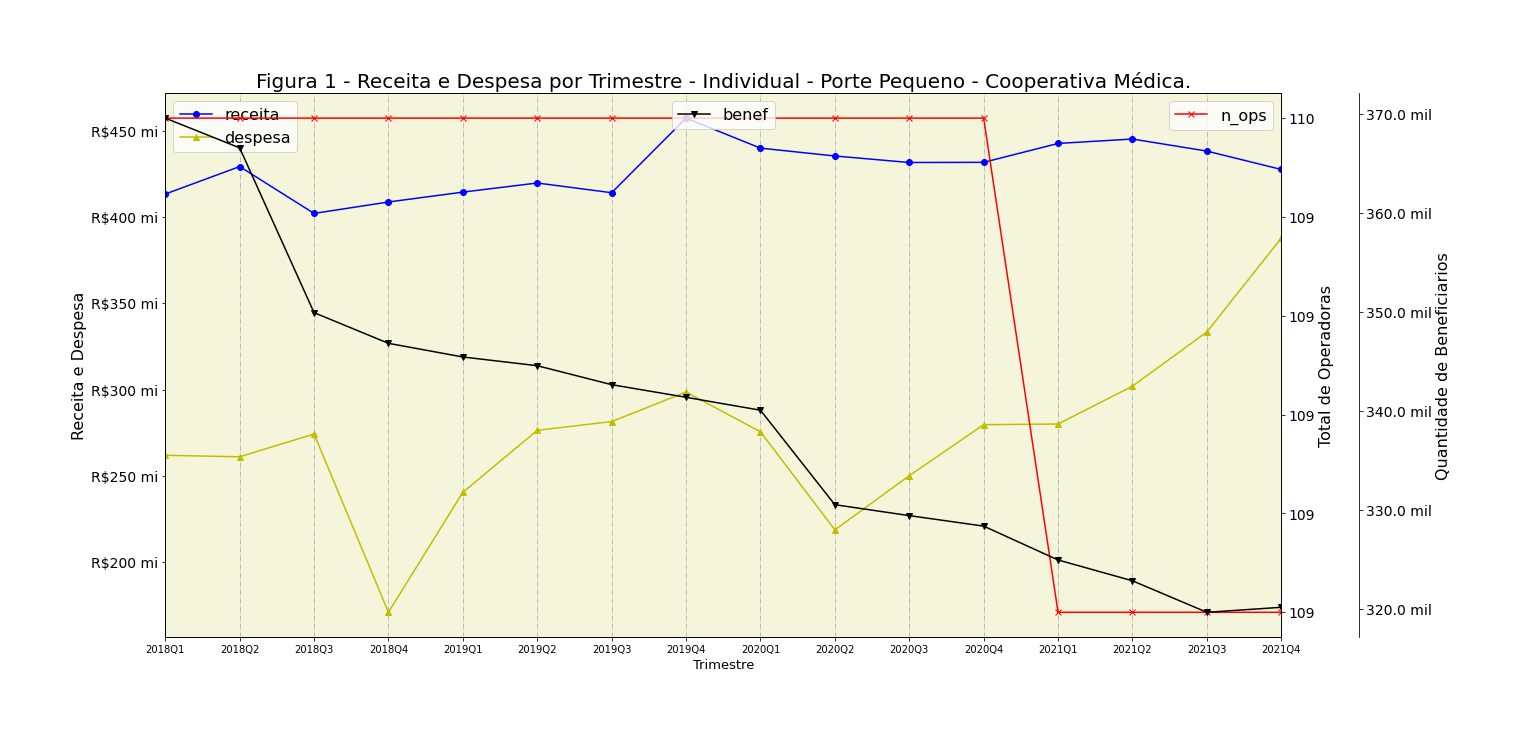 Figura 1 - Receita e Despesa por Trimestre - Individual - Porte Pequeno - Cooperativa Médica.
receita
despesa
benef
n_ops
R$450 mi
R$400 mi
R$350 mi
R$300 mi
R$250 mi
R$200 mi
Receita e Despesa
110
109
109
109
109
109
Total de Operadoras
370.0 mil
360.0 mil
350.0 mil
340.0 mil
330.0 mil
320.0 mil
Quantidade de Beneficiarios
2018Q1 2018Q2 2018Q3 2018Q4 2019Q1 2019Q2 2019Q3 2019Q4 2020Q1 2020Q2 2020Q3 2020Q4 2021Q1 2021Q2 2021Q3 2021Q4
Trimestre